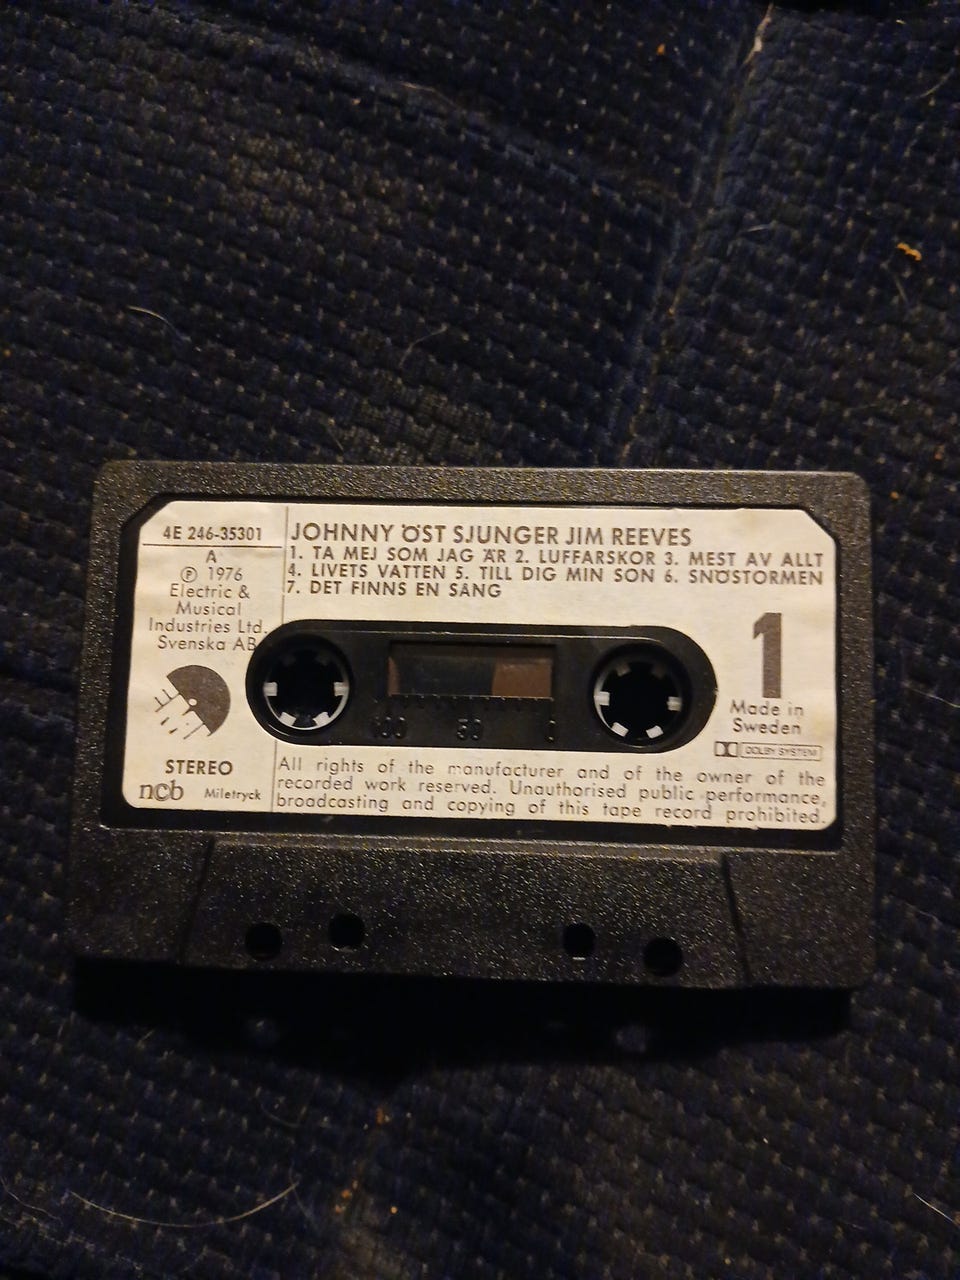 4E 246-35301
A
℗ 1976
Electric &
Musical
Industries Ltd.
Svenska AB
STEREO
ncb Miletryck
JOHNNY ÖST SJUNGER JIM REEVES
1. TA MEJ SOM JAG ÄR 2. LUFFARSKOR 3. MEST AV ALLT
4. LIVETS VATTEN 5. TILL DIG MIN SON 6. SNÖSTORMEN
7. DET FINNS EN SÅNG
1
Made in
Sweden
DOLBY SYSTEM
100 50 0
All rights of the manufacturer and of the owner of the
recorded work reserved. Unauthorised public performance,
broadcasting and copying of this tape record prohibited.